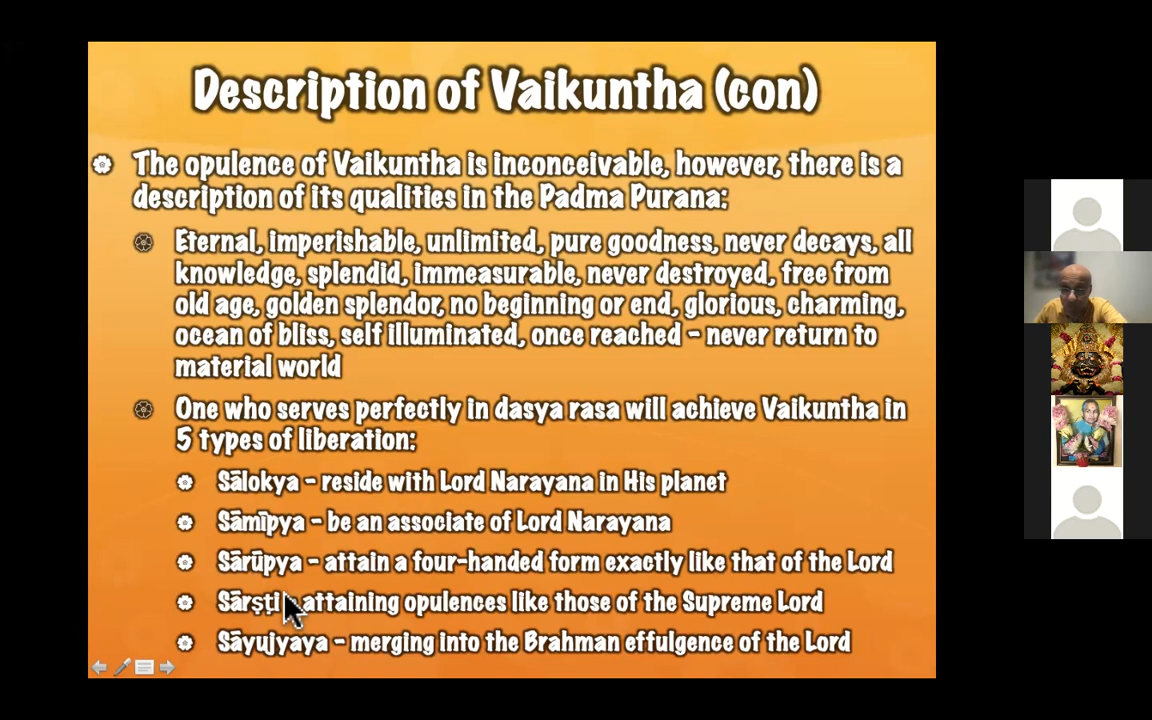 Description of Vaikuntha (con)
The opulence of Vaikuntha is inconceivable, however, there is a
description of its qualities in the Padma Purana:
Eternal, imperishable, unlimited, pure goodness, never decays, all
knowledge, splendid, immeasurable, never destroyed, free from
old age, golden splendor, no beginning or end, glorious, charming,
ocean of bliss, self illuminated, once reached - never return to
material world
One who serves perfectly in dasya rasa will achieve Vaikuntha in
5 types of liberation:
Sālokya - reside with Lord Narayana in His planet
Sāmīpya - be an associate of Lord Narayana
Sārūpya - attain a four-handed form exactly like that of the Lord
Sārṣṭi - attaining opulences like those of the Supreme Lord
Sāyujyaya - merging into the Brahman effulgence of the Lord